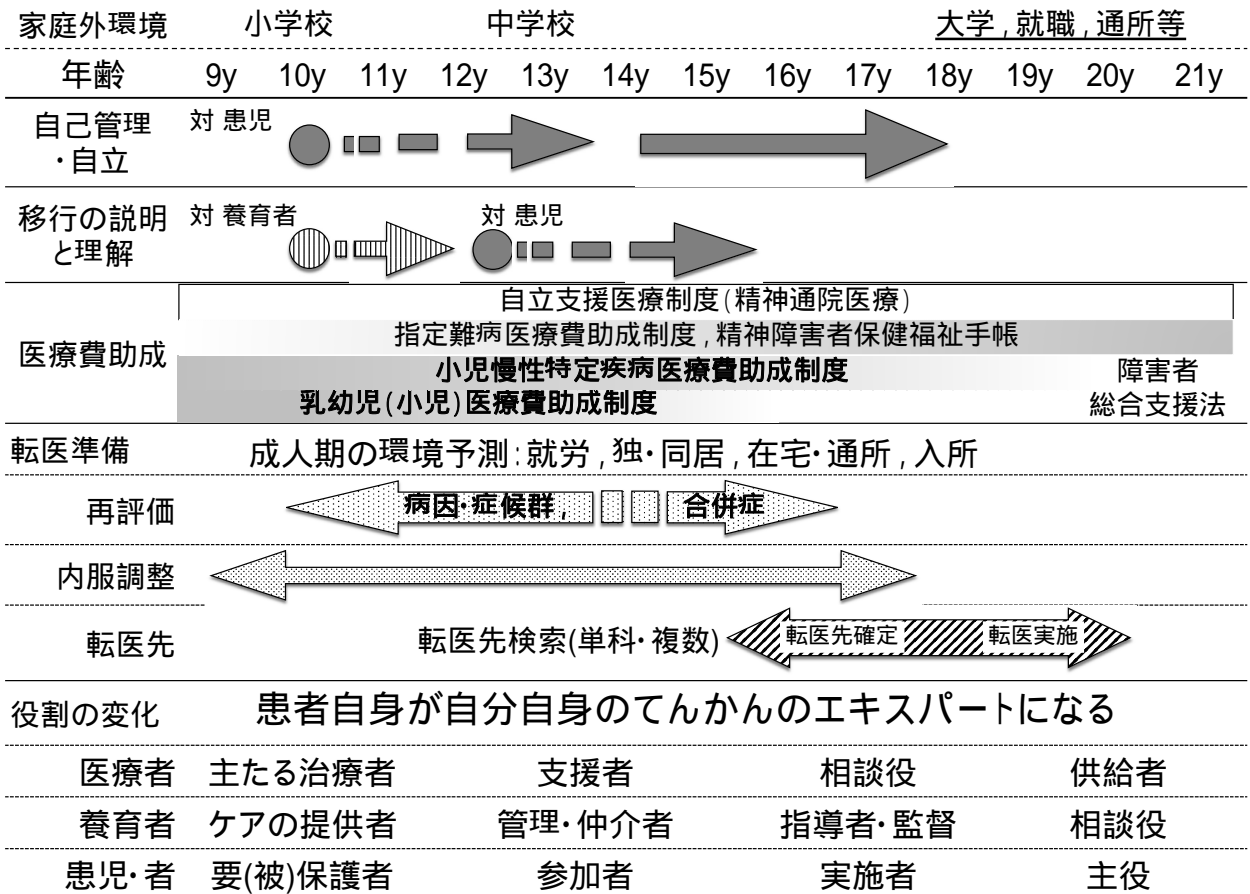 家庭外環境 小学校 中学校 大学,就職,通所等
年齢 9y 10y 11y 12y 13y 14y 15y 16y 17y 18y 19y 20y 21y
自己管理
・自立
対 患児
移行の説明
と理解
対 養育者 対 患児
医療費助成
自立支援医療制度(精神通院医療)
指定難病医療費助成制度,精神障害者保健福祉手帳
小児慢性特定疾病医療費助成制度
乳幼児(小児)医療費助成制度
障害者
総合支援法
転医準備 成人期の環境予測:就労,独・同居,在宅・通所,入所
再評価 病因・症候群, 合併症
内服調整
転医先 転医先検索(単科・複数) 転医先確定 転医実施
役割の変化 患者自身が自分自身のてんかんのエキスパートになる
医療者 主たる治療者 支援者 相談役 供給者
養育者 ケアの提供者 管理・仲介者 指導者・監督 相談役
患児・者 要(被)保護者 参加者 実施者 主役